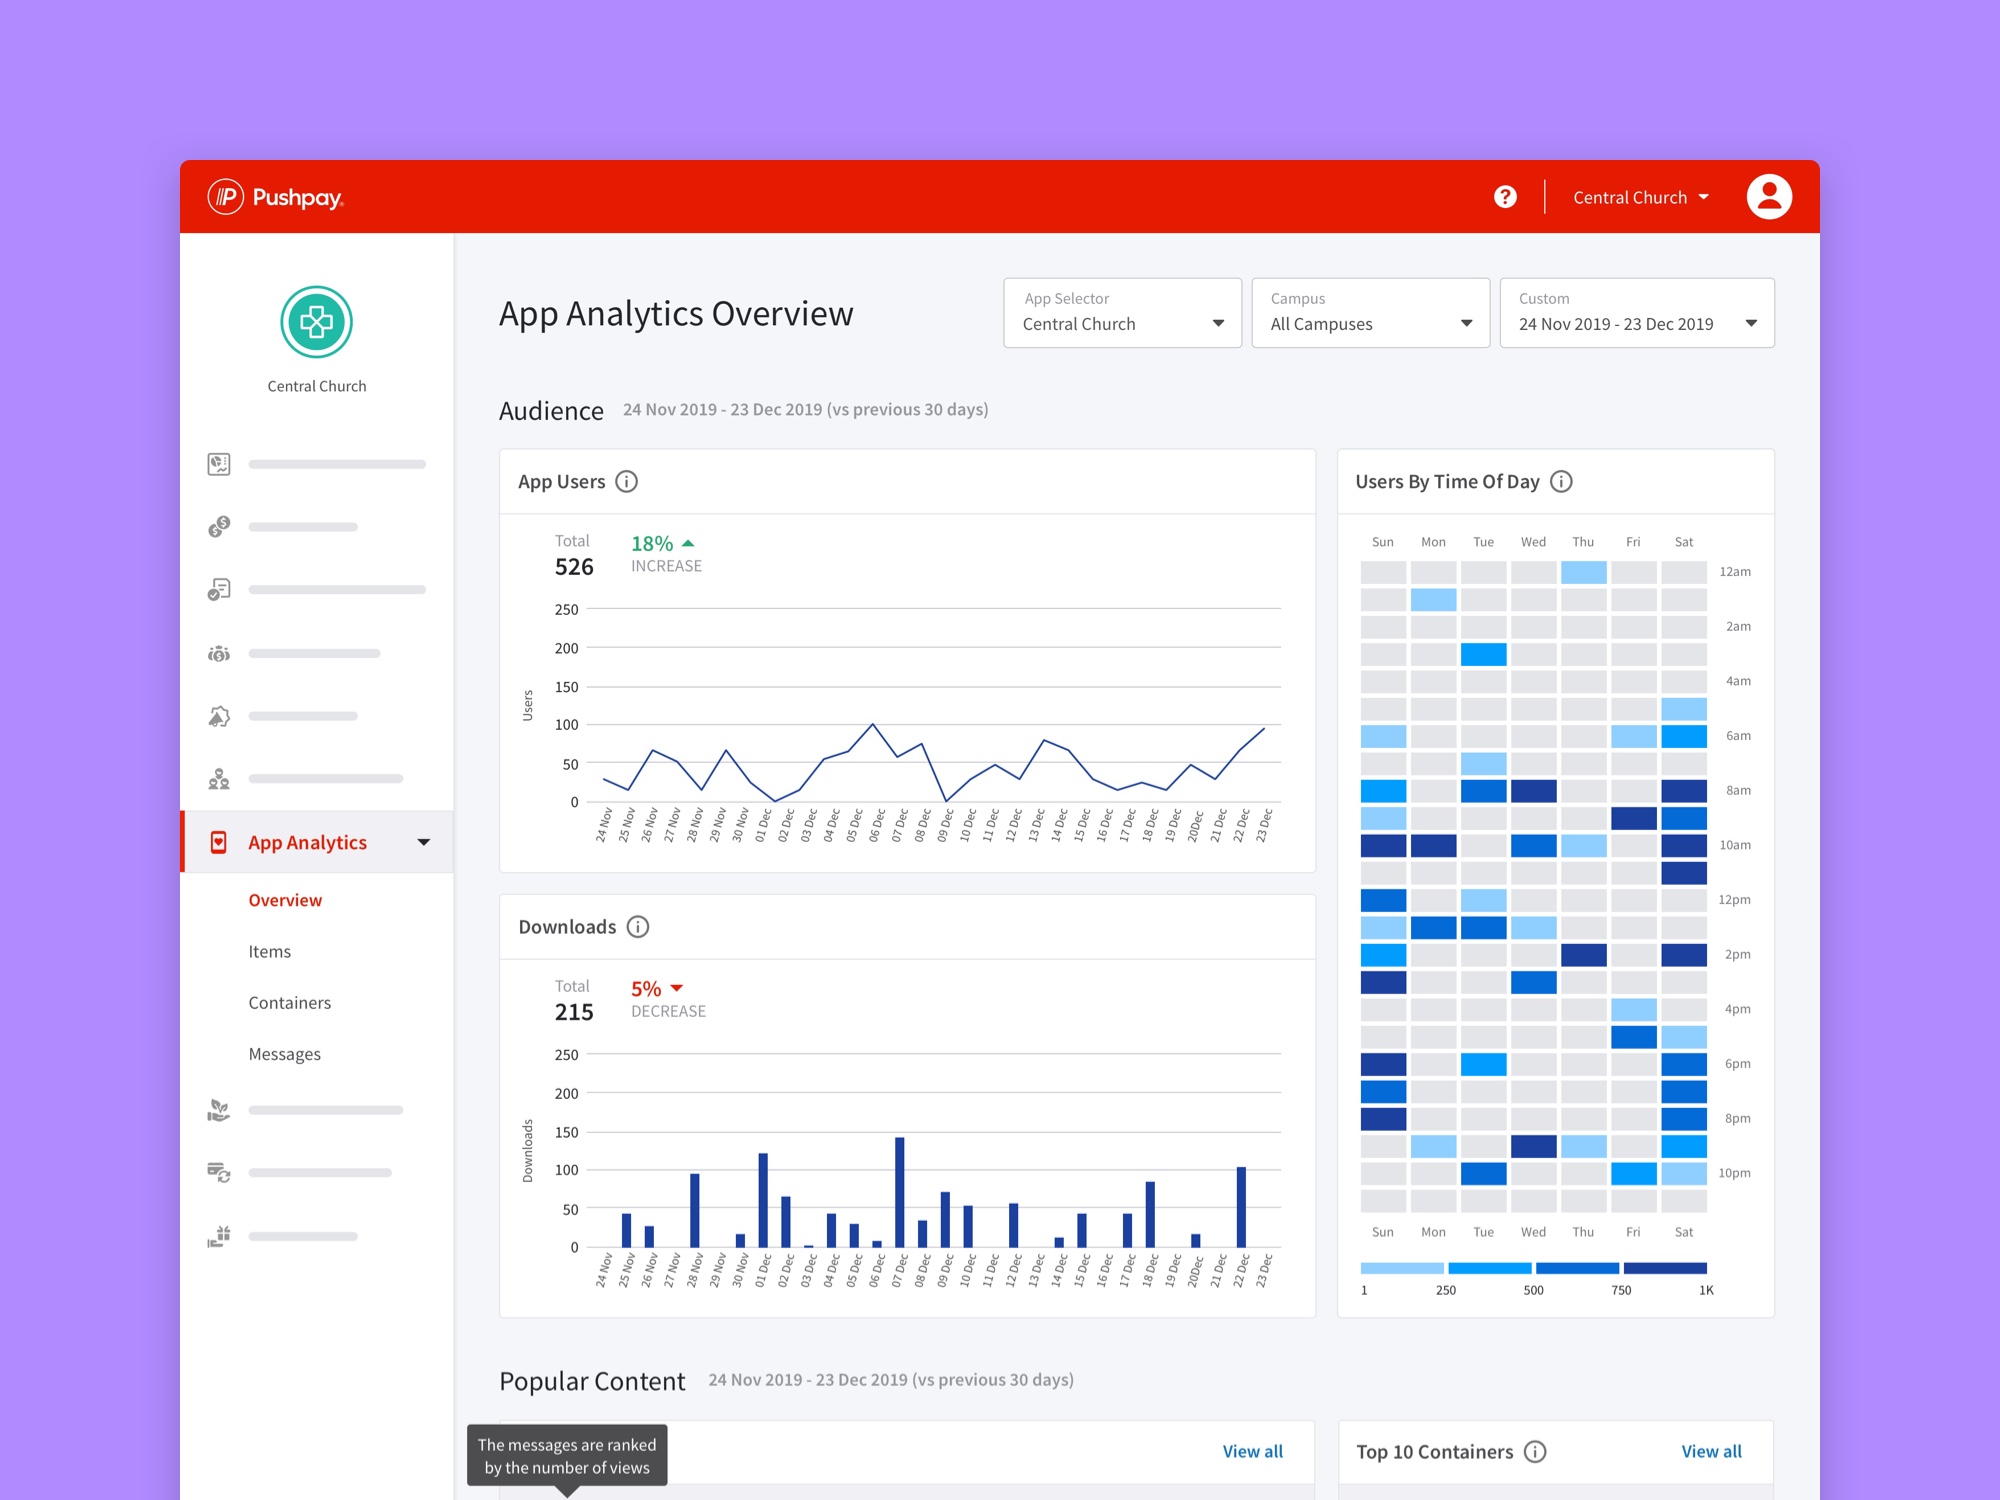 Pushpay
?
Central Church
Central Church
App Analytics
Overview
Items
Containers
Messages
App Analytics Overview
App Selector
Central Church
Campus
All Campuses
Custom
24 Nov 2019 - 23 Dec 2019
Audience 24 Nov 2019 - 23 Dec 2019 (vs previous 30 days)
App Users
Total
526
18%
INCREASE
250
200
150
100
50
0
Users
24 Nov 25 Nov 26 Nov 27 Nov 28 Nov 29 Nov 30 Nov 01 Dec 02 Dec 03 Dec 04 Dec 05 Dec 06 Dec 07 Dec 08 Dec 09 Dec 10 Dec 11 Dec 12 Dec 13 Dec 14 Dec 15 Dec 16 Dec 17 Dec 18 Dec 19 Dec 20Dec 21 Dec 22 Dec 23 Dec
Downloads
Total
215
5%
DECREASE
250
200
150
100
50
0
Downloads
24 Nov 25 Nov 26 Nov 27 Nov 28 Nov 29 Nov 30 Nov 01 Dec 02 Dec 03 Dec 04 Dec 05 Dec 06 Dec 07 Dec 08 Dec 09 Dec 10 Dec 11 Dec 12 Dec 13 Dec 14 Dec 15 Dec 16 Dec 17 Dec 18 Dec 19 Dec 20Dec 21 Dec 22 Dec 23 Dec
Users By Time Of Day
Sun Mon Tue Wed Thu Fri Sat
12am
2am
4am
6am
8am
10am
12pm
2pm
4pm
6pm
8pm
10pm
Sun Mon Tue Wed Thu Fri Sat
1 250 500 750 1K
Popular Content 24 Nov 2019 - 23 Dec 2019 (vs previous 30 days)
The messages are ranked
by the number of views
View all
Top 10 Containers
View all